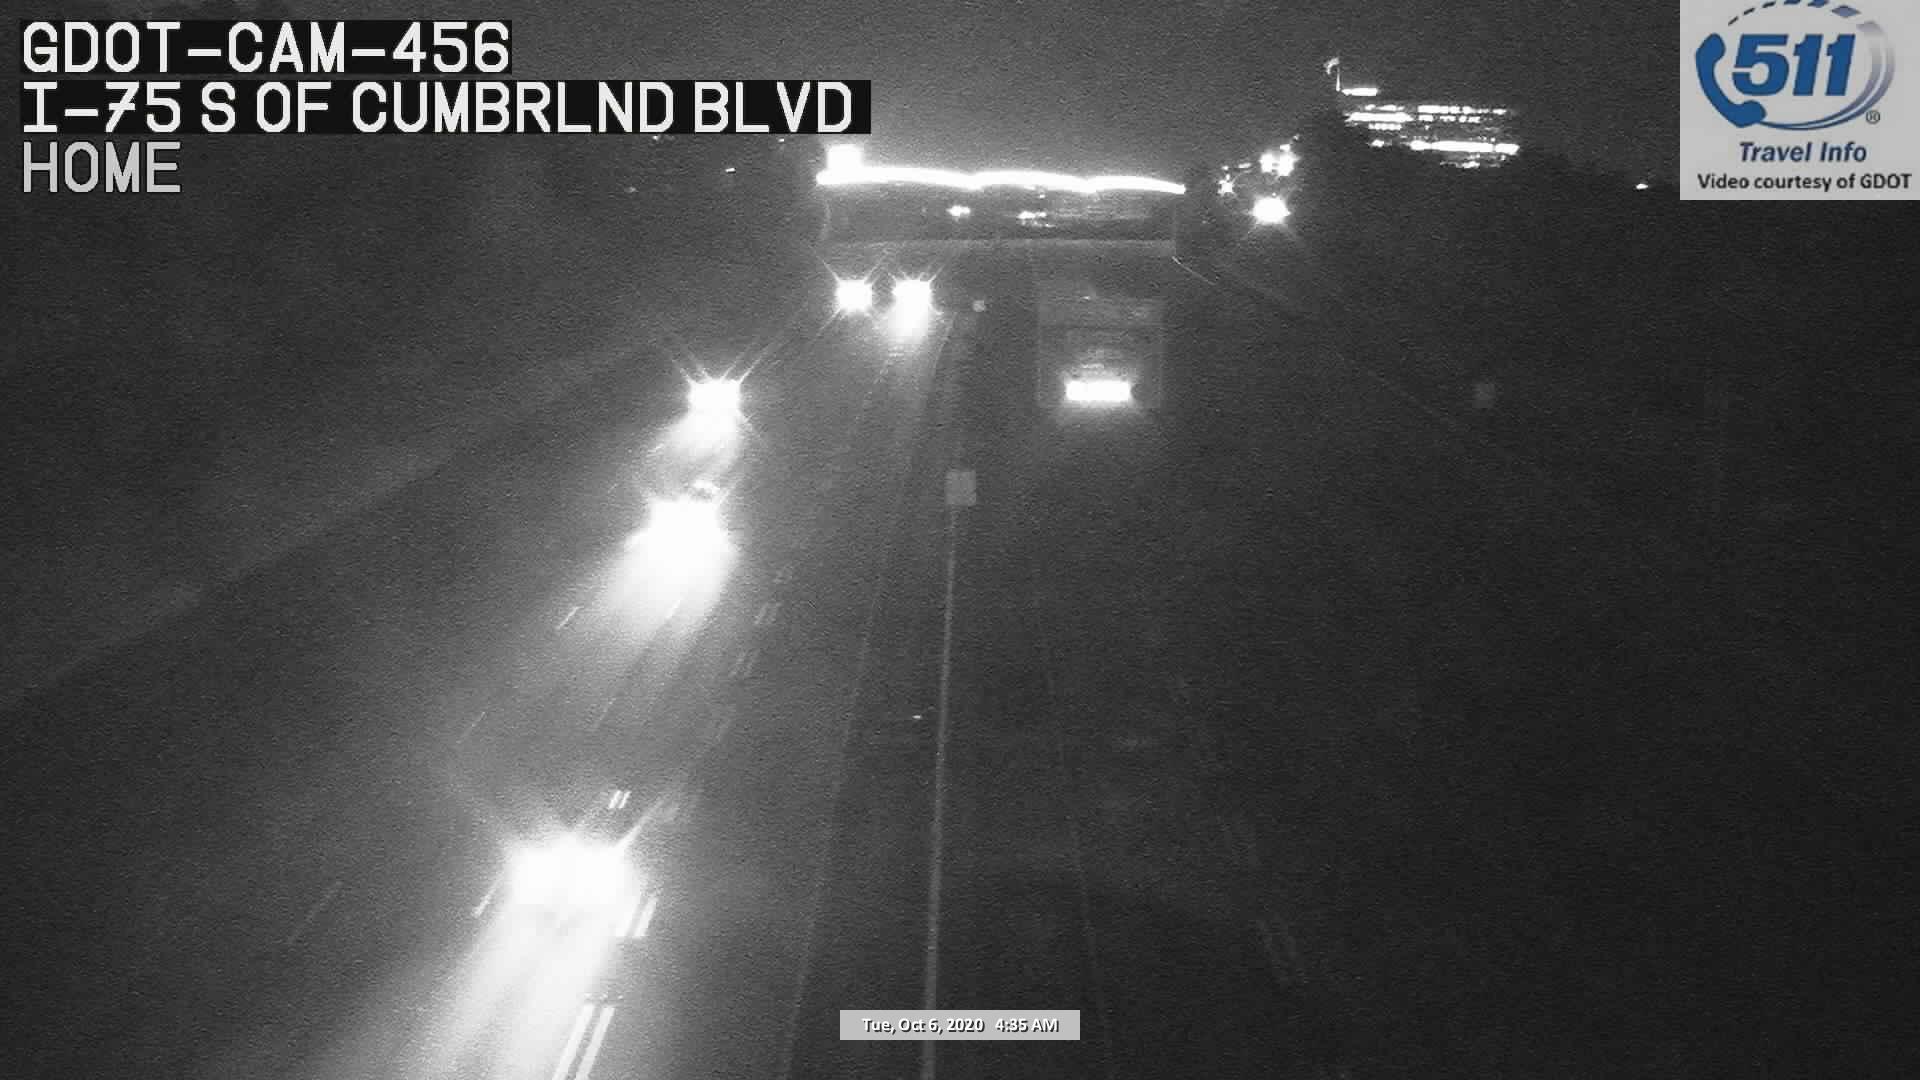 GDOT-CAM-456
I-75 S OF CUMBRLND BLVD
HOME
511
®
Travel Info
Video courtesy of GDOT
Tue, Oct 6, 2020 4:35 AM